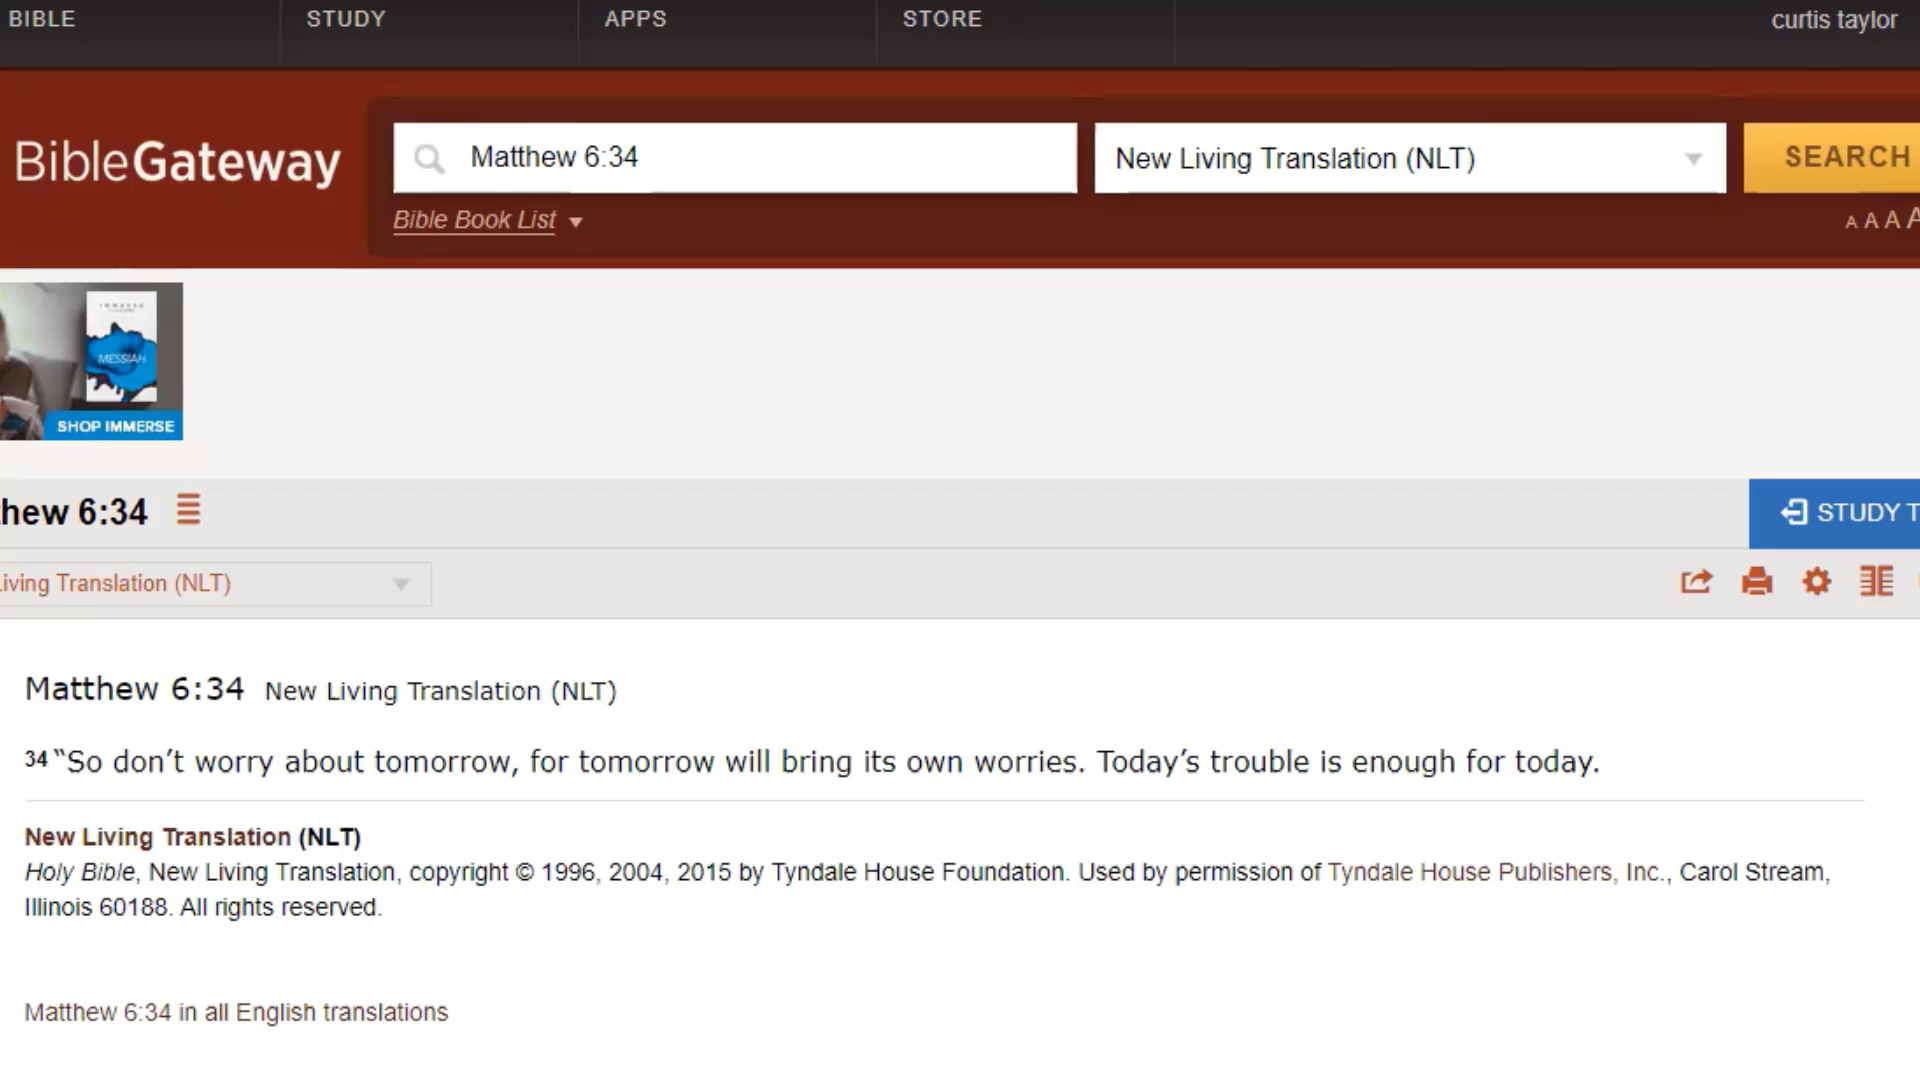 BIBLE STUDY APPS STORE curtis taylor
BibleGateway Matthew 6:34 New Living Translation (NLT) SEARCH
Bible Book List A A A A
MESSIAH
SHOP IMMERSE
hew 6:34 STUDY T
iving Translation (NLT)
Matthew 6:34 New Living Translation (NLT)
34 “So don’t worry about tomorrow, for tomorrow will bring its own worries. Today’s trouble is enough for today.
New Living Translation (NLT)
Holy Bible, New Living Translation, copyright © 1996, 2004, 2015 by Tyndale House Foundation. Used by permission of Tyndale House Publishers, Inc., Carol Stream,
Illinois 60188. All rights reserved.
Matthew 6:34 in all English translations